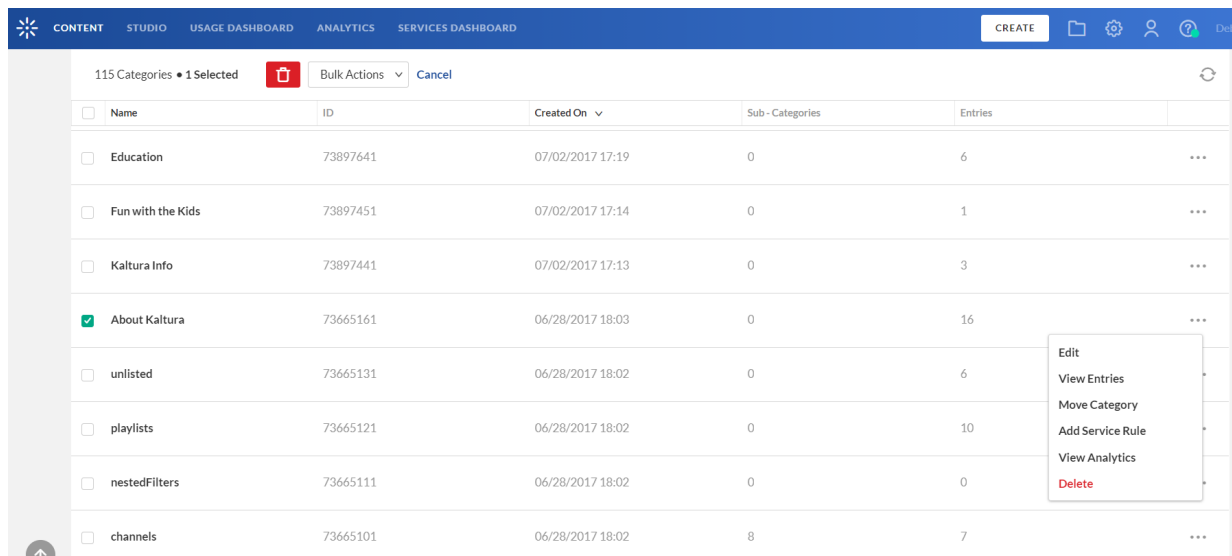 CONTENT STUDIO USAGE DASHBOARD ANALYTICS SERVICES DASHBOARD CREATE
115 Categories • 1 Selected Bulk Actions Cancel
Name ID Created On Sub - Categories Entries
Education 73897641 07/02/2017 17:19 0 6
Fun with the Kids 73897451 07/02/2017 17:14 0 1
Kaltura Info 73897441 07/02/2017 17:13 0 3
About Kaltura 73665161 06/28/2017 18:03 0 16
unlisted 73665131 06/28/2017 18:02 0 6
playlists 73665121 06/28/2017 18:02 0 10
nestedFilters 73665111 06/28/2017 18:02 0 0
channels 73665101 06/28/2017 18:02 8 7
Edit
View Entries
Move Category
Add Service Rule
View Analytics
Delete